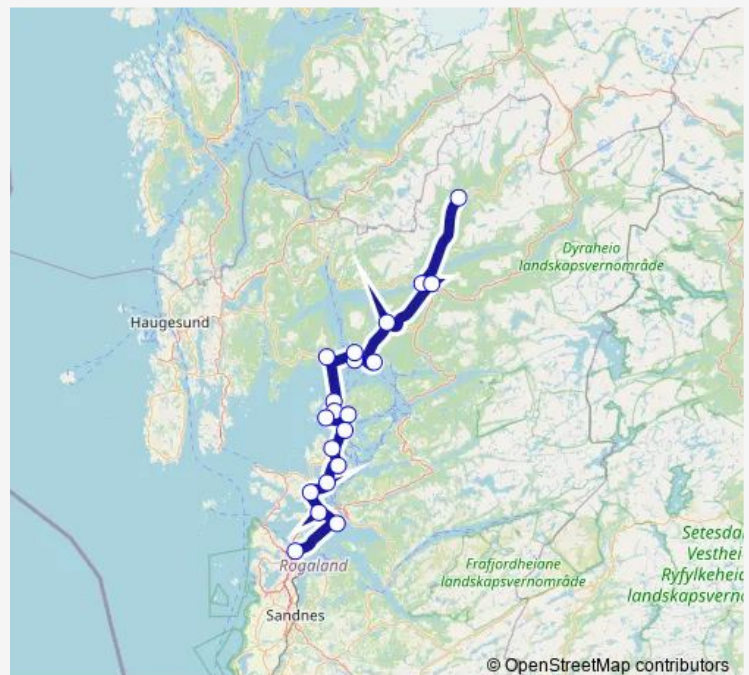 Dyraheio
landskapsvernområde
Haugesund
Rogaland
Frafjordheiane
landskapsvernområde
Setesda
Vesthei
Ryfylkeheid
landskapsverno
Sandnes
© OpenStreetMap contributors